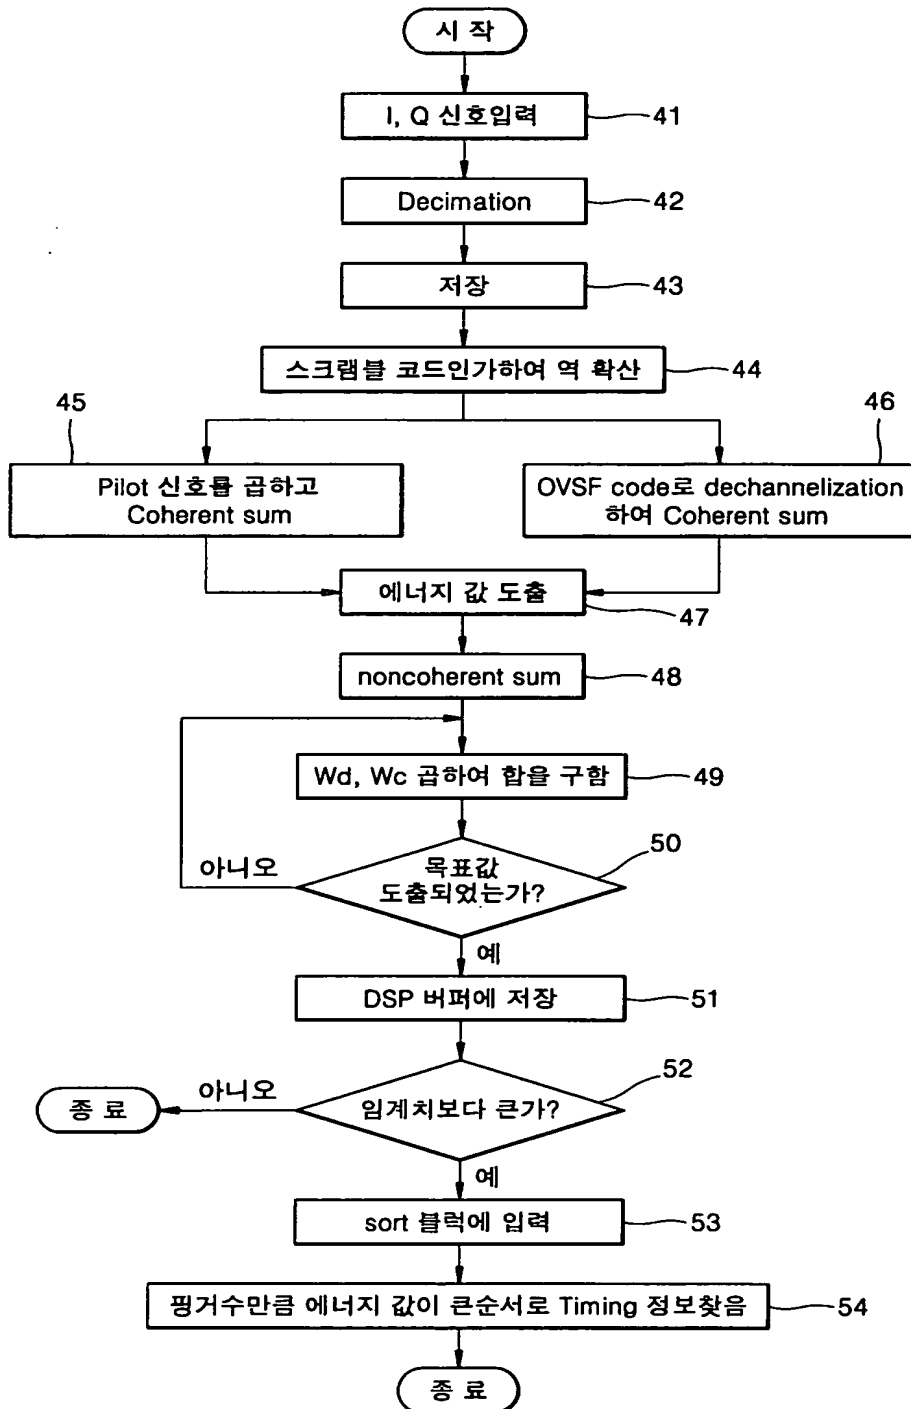 시 작
I, Q 신호입력
41
Decimation
42
저장
43
스크램블 코드인가하여 역 확산
44
45
46
Pilot 신호를 곱하고
Coherent sum
OVSF code로 dechannelization
하여 Coherent sum
에너지 값 도출
47
noncoherent sum
48
Wd, Wc 곱하여 합을 구함
49
목표값
도출되었는가?
50
아니오
예
DSP 버퍼에 저장
51
임계치보다 큰가?
52
아니오
종 료
예
sort 블럭에 입력
53
핑거수만큼 에너지 값이 큰순서로 Timing 정보찾음
54
종 료